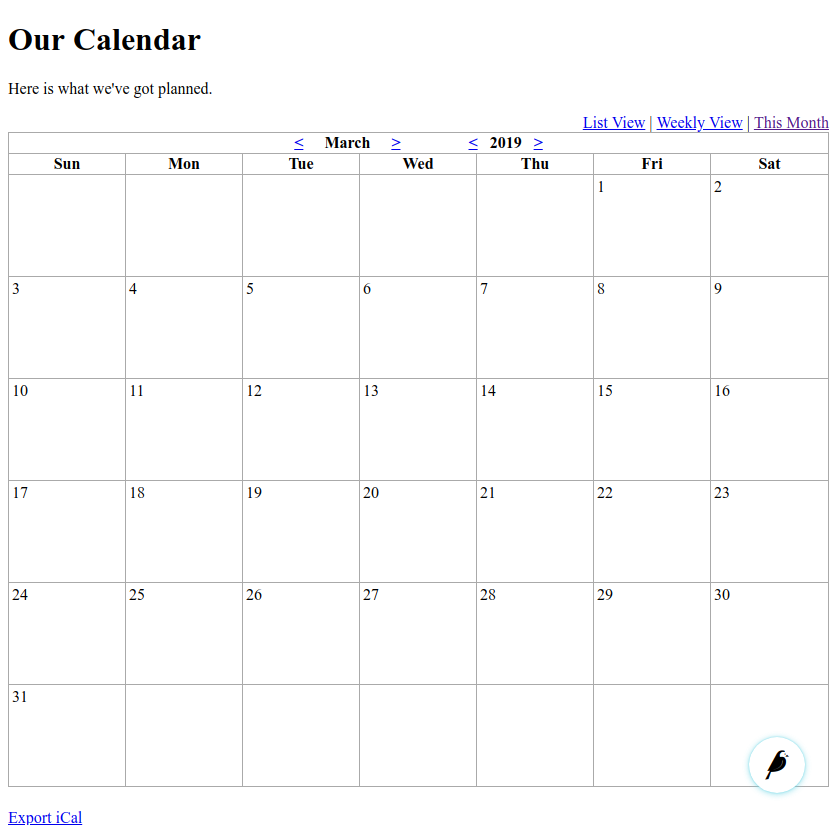 Our Calendar
Here is what we've got planned.
List View | Weekly View | This Month
< March > < 2019 >
Sun Mon Tue Wed Thu Fri Sat
1 2
3 4 5 6 7 8 9
10 11 12 13 14 15 16
17 18 19 20 21 22 23
24 25 26 27 28 29 30
31
Export iCal